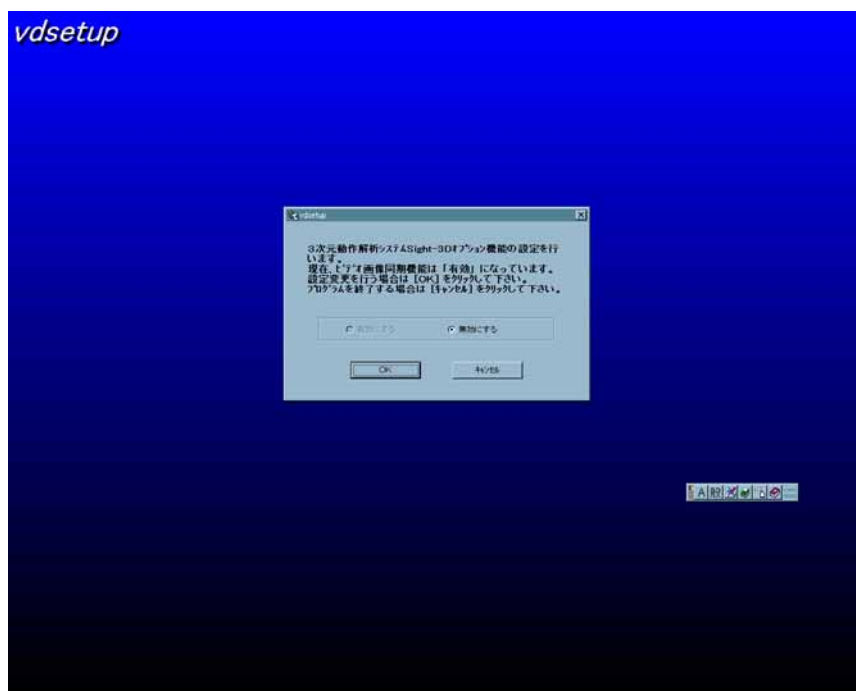 vdsetup
vdsetup
3次元動作解析システムSight-3Dｵﾌﾟｼｮﾝ機能の設定を行
います。
現在、ﾋﾞﾃﾞｵ画像同期機能は「有効」になっています。
設定変更を行う場合は [OK] をｸﾘｯｸして下さい。
ﾌﾟﾛｸﾞﾗﾑを終了する場合は [ｷｬﾝｾﾙ] をｸﾘｯｸして下さい。
有効にする 無効にする
OK ｷｬﾝｾﾙ
A 般